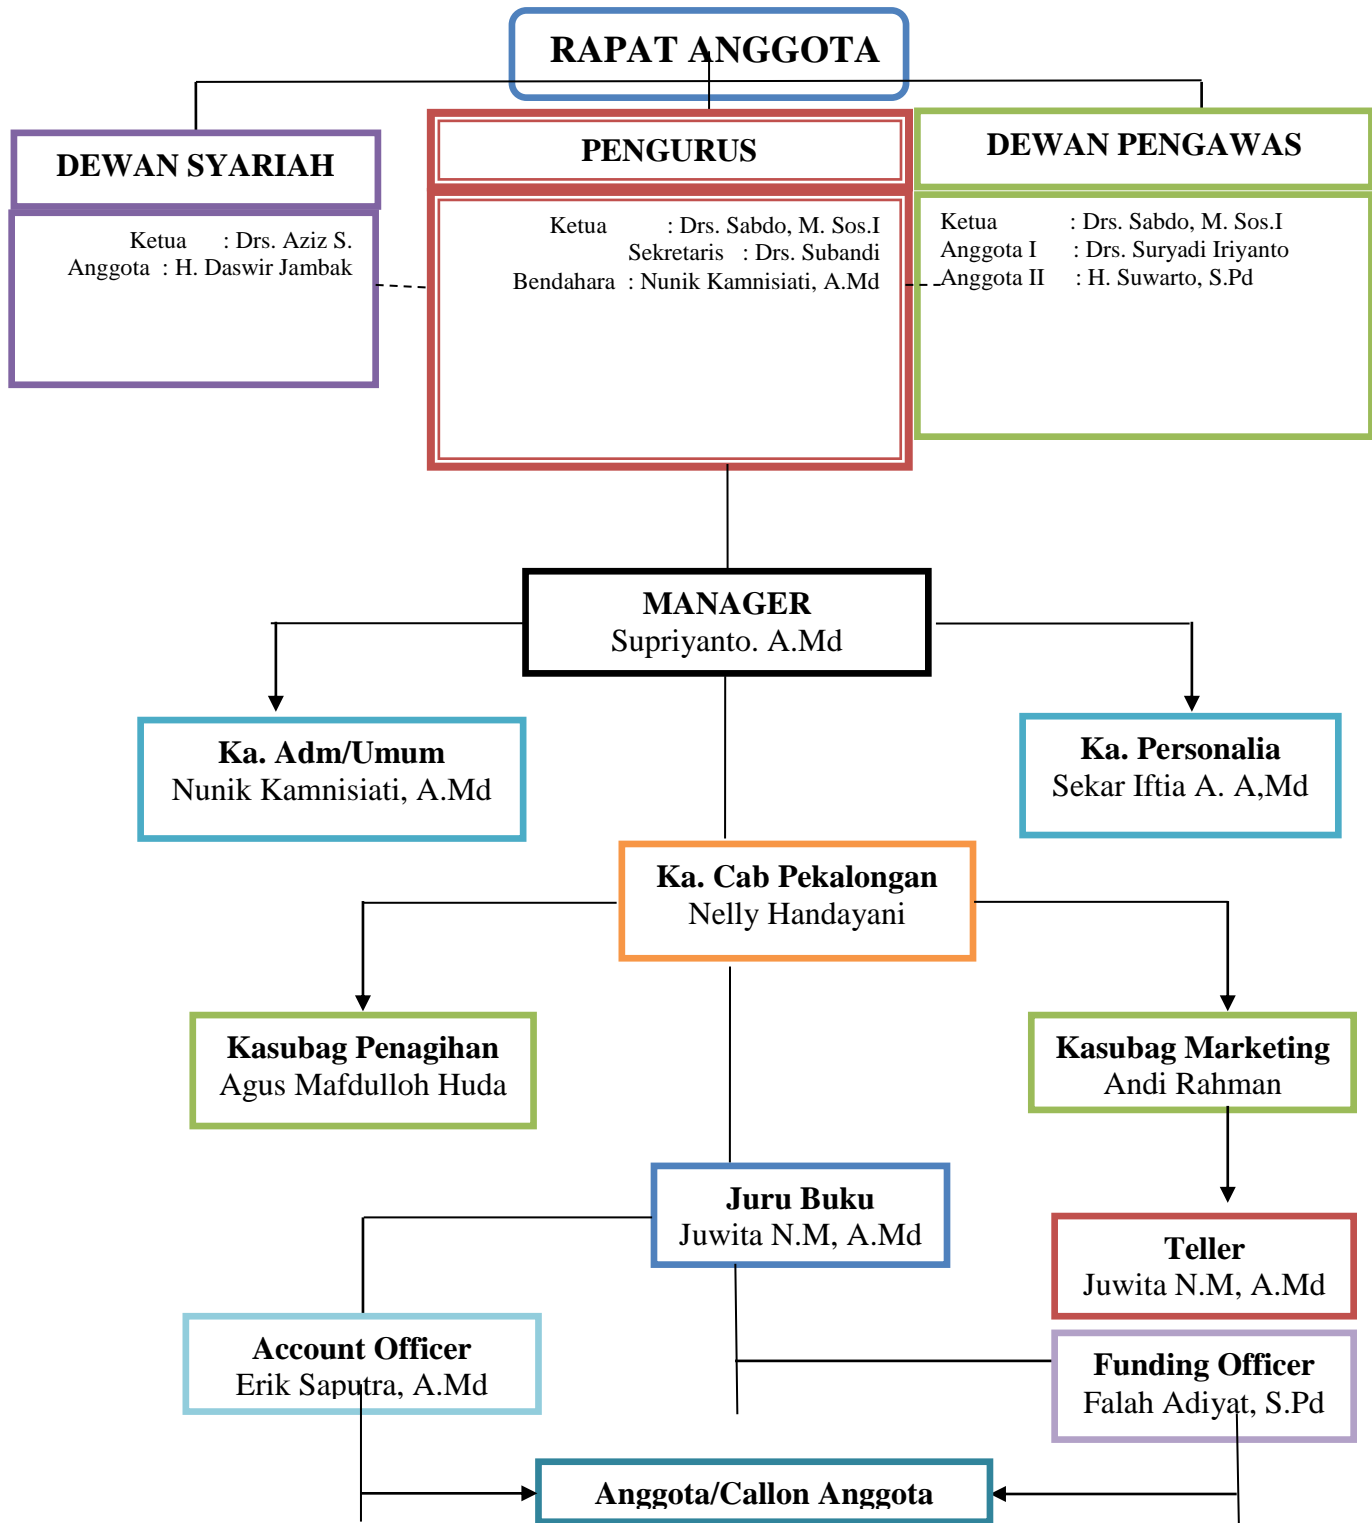 RAPAT ANGGOTA
DEWAN SYARIAH
Ketua : Drs. Aziz S.
Anggota : H. Daswir Jambak
PENGURUS
Ketua : Drs. Sabdo, M. Sos.I
Sekretaris : Drs. Subandi
Bendahara : Nunik Kamnisiati, A.Md
DEWAN PENGAWAS
Ketua : Drs. Sabdo, M. Sos.I
Anggota I : Drs. Suryadi Iriyanto
Anggota II : H. Suwarto, S.Pd
MANAGER
Supriyanto. A.Md
Ka. Adm/Umum
Nunik Kamnisiati, A.Md
Ka. Personalia
Sekar Iftia A. A,Md
Ka. Cab Pekalongan
Nelly Handayani
Kasubag Penagihan
Agus Mafdulloh Huda
Kasubag Marketing
Andi Rahman
Juru Buku
Juwita N.M, A.Md
Teller
Juwita N.M, A.Md
Account Officer
Erik Saputra, A.Md
Funding Officer
Falah Adiyat, S.Pd
Anggota/Callon Anggota